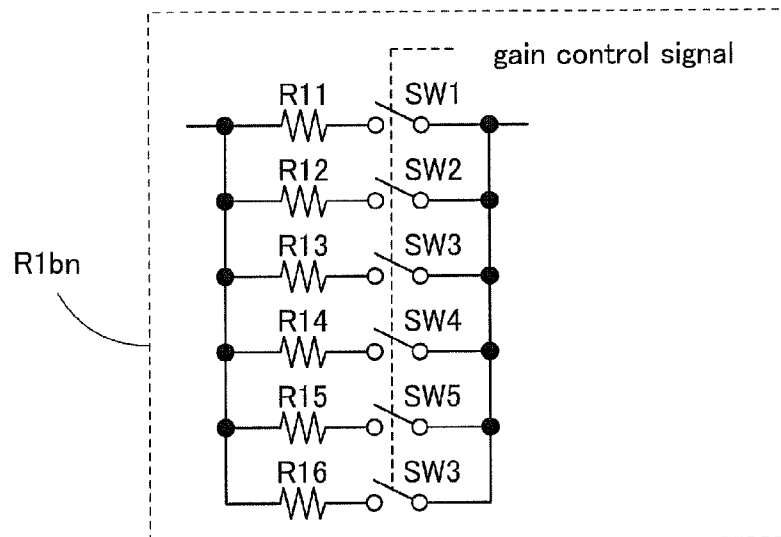 gain control signal
R11 SW1
R12 SW2
R13 SW3
R1bn
R14 SW4
R15 SW5
R16 SW3